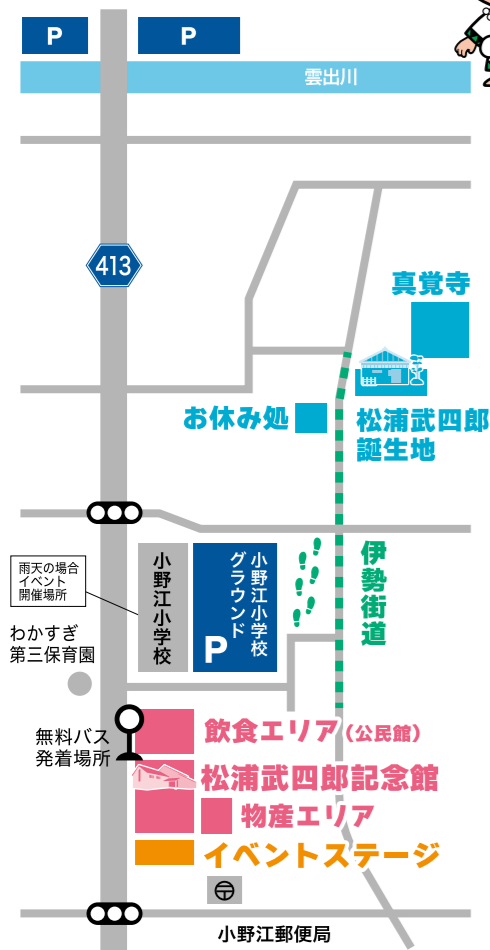 P
P
雲出川
413
真覚寺
お休み処
松浦武四郎
誕生地
伊勢街道
雨天の場合
イベント
開催場所
小野江小学校
小野江小学校
グラウンド
P
わかすぎ
第三保育園
無料バス
発着場所
飲食エリア(公民館)
松浦武四郎記念館
物産エリア
イベントステージ
〒
小野江郵便局